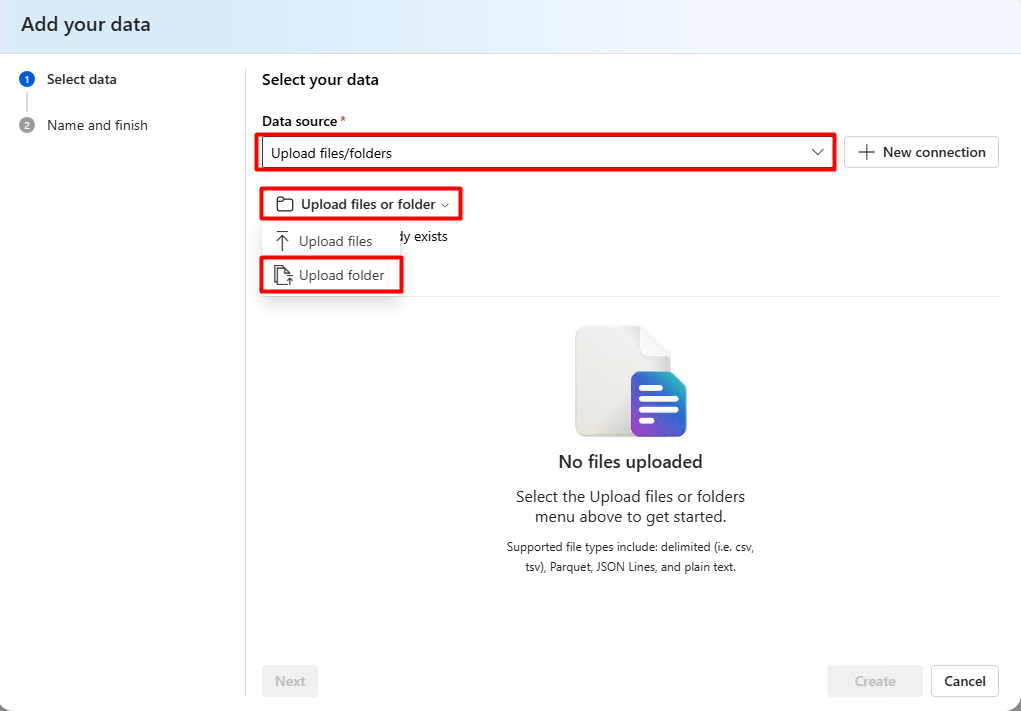 Add your data
1 Select data
2 Name and finish
Select your data
Data source *
Upload files/folders
New connection
Upload files or folder
Upload files
exists
Upload folder
No files uploaded
Select the Upload files or folders
menu above to get started.
Supported file types include: delimited (i.e. csv,
tsv), Parquet, JSON Lines, and plain text.
Next
Create
Cancel